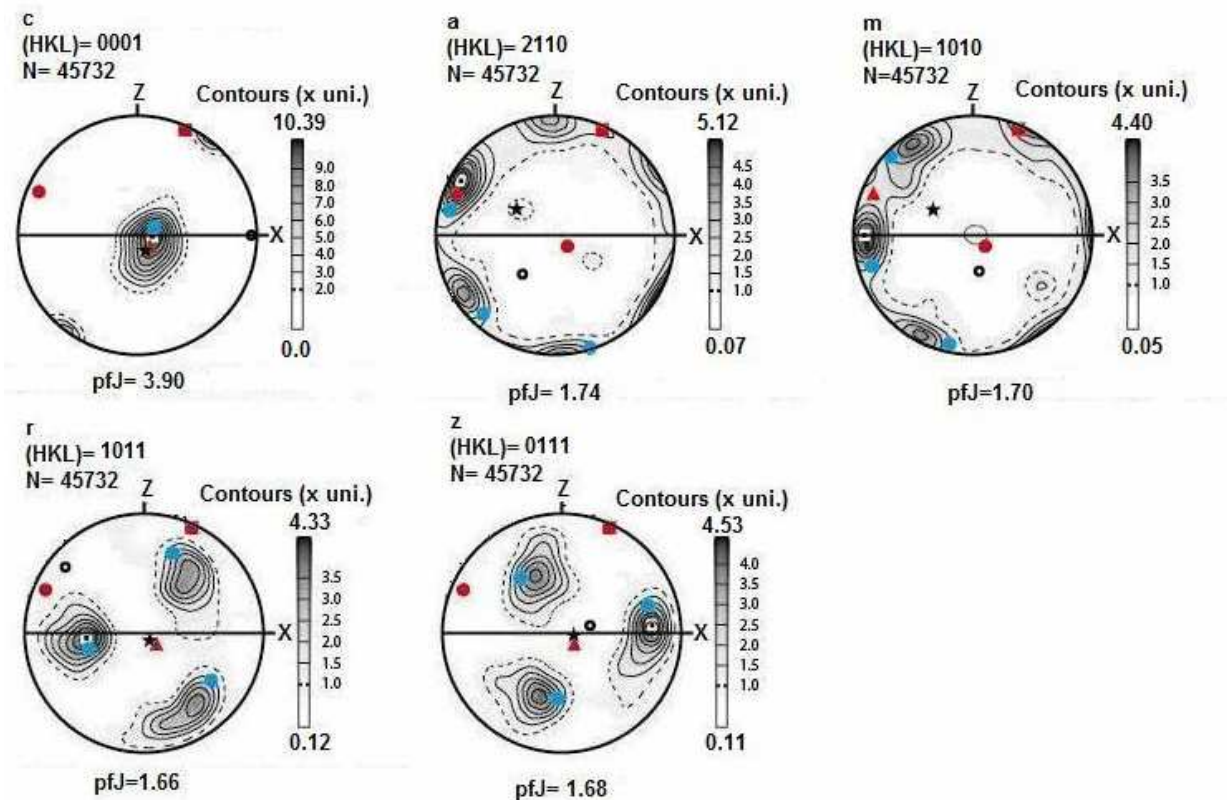 c
(HKL)= 0001
N= 45732
Contours (x uni.)
Z
10.39
9.0
8.0
7.0
6.0
5.0
4.0
3.0
2.0
X
0.0
pfJ= 3.90
a
(HKL)= 2110
N= 45732
Contours (x uni.)
Z
5.12
4.5
4.0
3.5
3.0
2.5
2.0
1.5
1.0
X
0.07
pfJ= 1.74
m
(HKL)= 1010
N=45732
Contours (x uni.)
Z
4.40
3.5
3.0
2.5
2.0
1.5
1.0
X
0.05
pfJ=1.70
r
(HKL)= 1011
N= 45732
Contours (x uni.)
Z
4.33
3.5
3.0
2.5
2.0
1.5
1.0
X
0.12
pfJ=1.66
z
(HKL)= 0111
N= 45732
Contours (x uni.)
Z
4.53
4.0
3.5
3.0
2.5
2.0
1.5
1.0
X
0.11
pfJ= 1.68